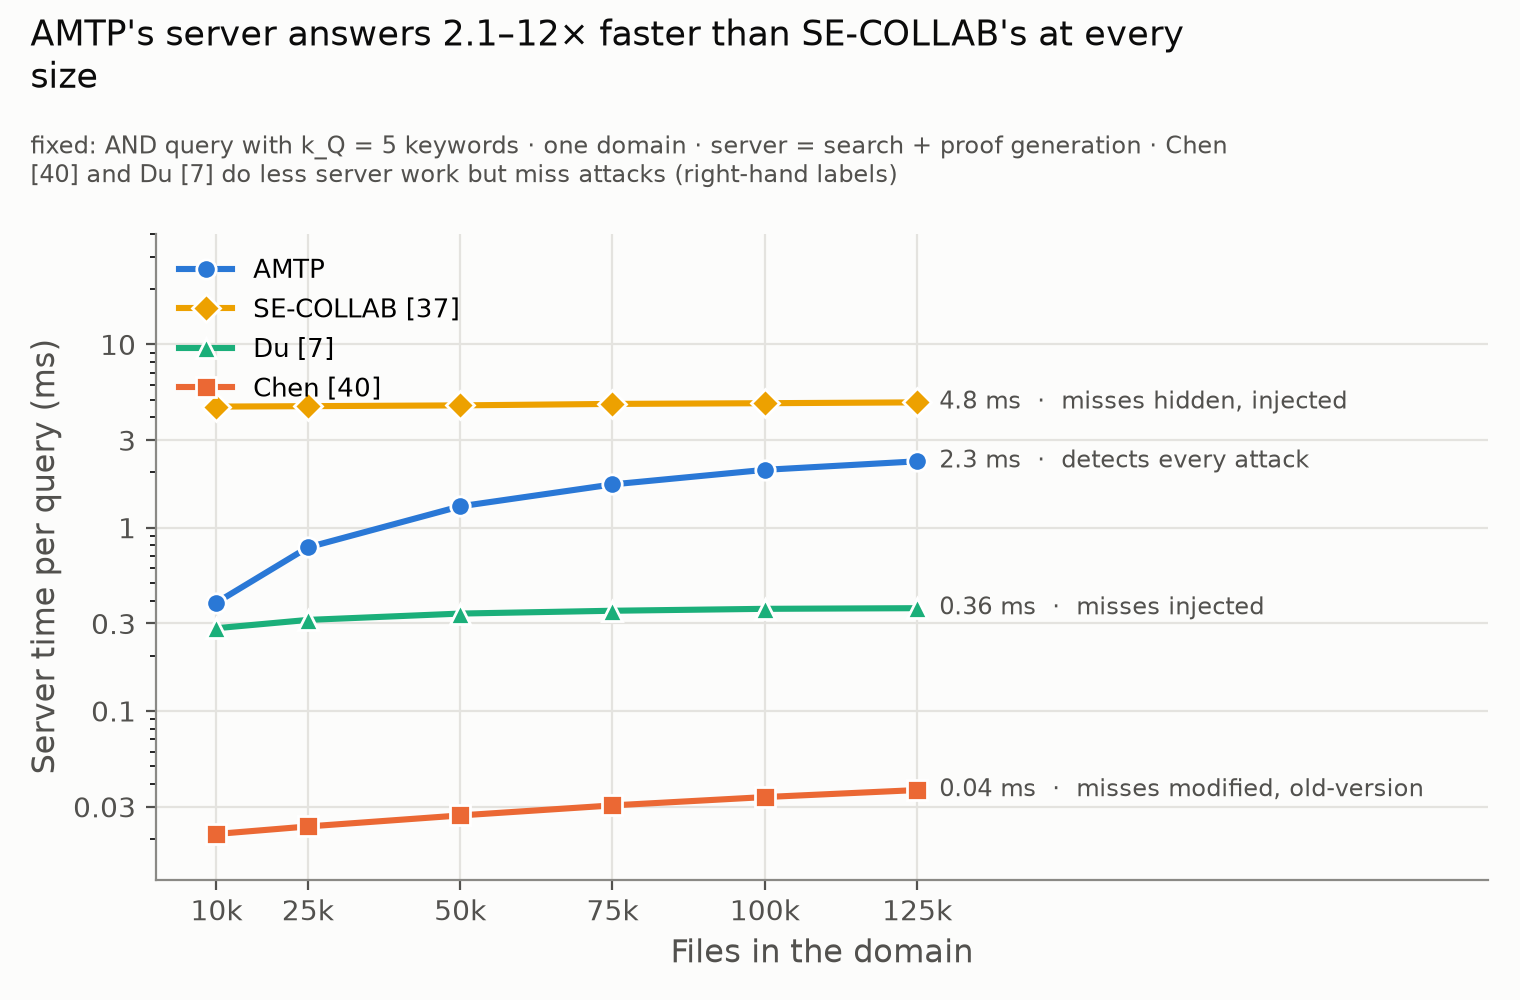 AMTP's server answers 2.1–12× faster than SE-COLLAB's at every
size
fixed: AND query with k_Q = 5 keywords · one domain · server = search + proof generation · Chen
[40] and Du [7] do less server work but miss attacks (right-hand labels)
AMTP
SE-COLLAB [37]
Du [7]
Chen [40]
Server time per query (ms)
10
3
1
0.3
0.1
0.03
4.8 ms · misses hidden, injected
2.3 ms · detects every attack
0.36 ms · misses injected
0.04 ms · misses modified, old-version
10k 25k 50k 75k 100k 125k
Files in the domain